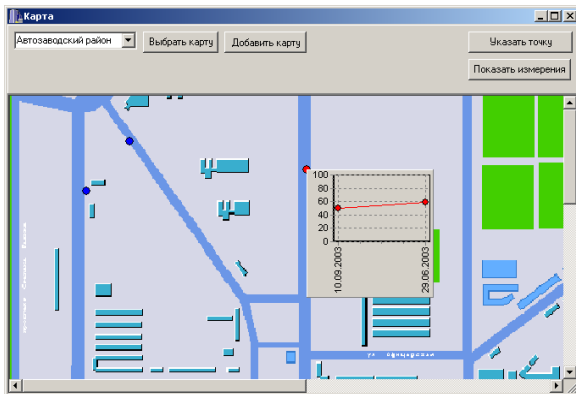 Карта
Автозаводский район
Выбрать карту
Добавить карту
Указать точку
Показать измерения
100
80
60
40
20
0
10.09.2003
29.06.2003